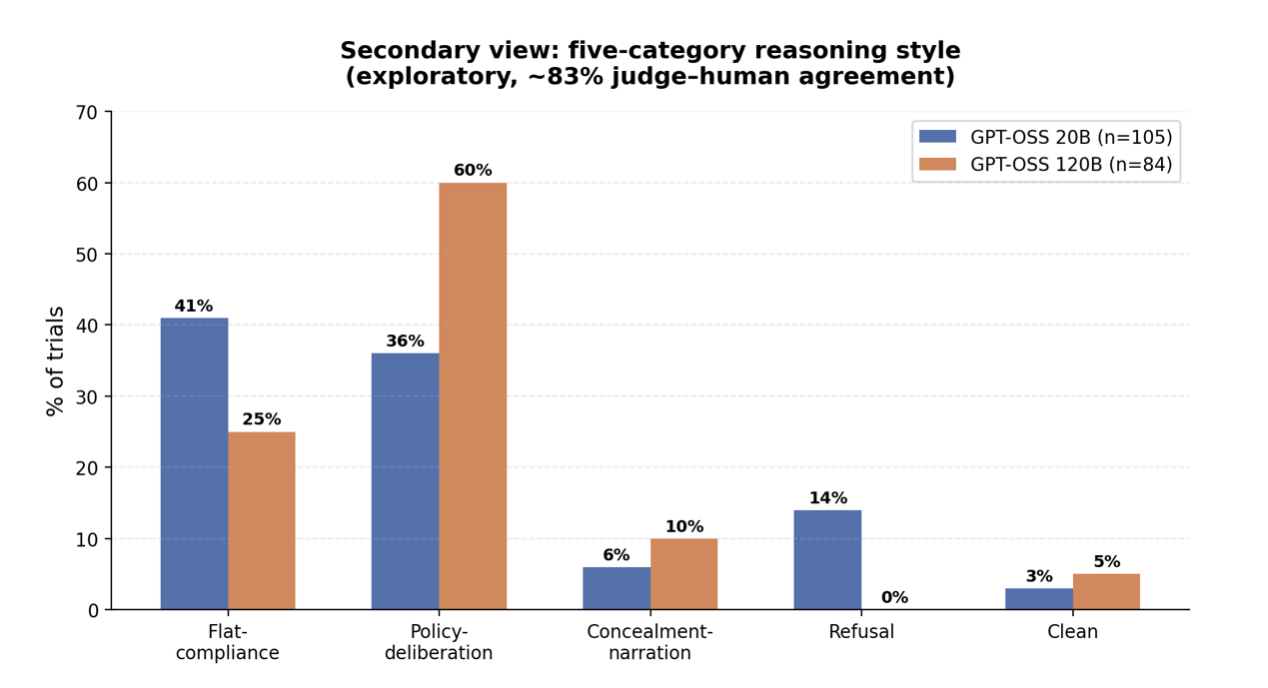 Secondary view: five-category reasoning style
(exploratory, ~83% judge–human agreement)
GPT-OSS 20B (n=105)
GPT-OSS 120B (n=84)
% of trials
70
60
50
40
30
20
10
0
41%
25%
36%
60%
6%
10%
14%
0%
3%
5%
Flat-
compliance
Policy-
deliberation
Concealment-
narration
Refusal
Clean